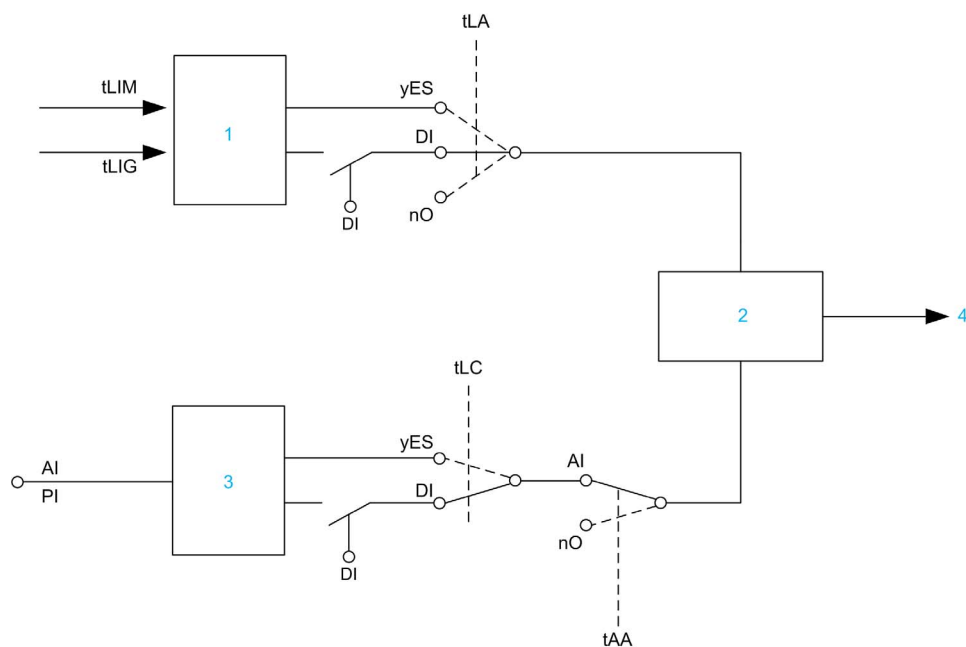 tLA
tLIM
yES
1
DI
tLIG
DI
nO
2
4
tLC
yES
AI
AI
3
DI
PI
nO
DI
tAA